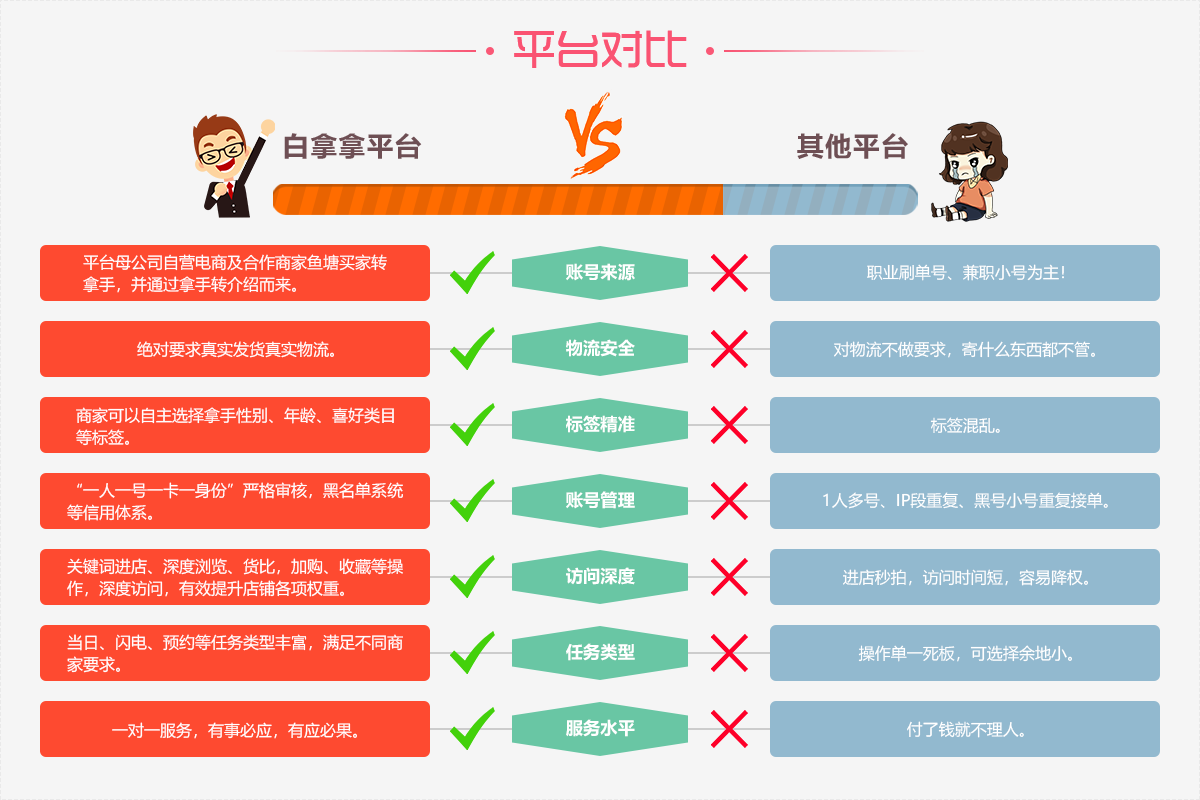 平台对比
白拿拿平台
VS
其他平台
平台母公司自营电商及合作商家鱼塘买家转
拿手，并通过拿手转介绍而来。
账号来源
职业刷单号、兼职小号为主！
绝对要求真实发货真实物流。
物流安全
对物流不做要求，寄什么东西都不管。
商家可以自主选择拿手性别、年龄、喜好类目
等标签。
标签精准
标签混乱。
“一人一号一卡一身份”严格审核，黑名单系统
等信用体系。
账号管理
1人多号、IP段重复、黑号小号重复接单。
关键词进店、深度浏览、货比，加购、收藏等操
作，深度访问，有效提升店铺各项权重。
访问深度
进店秒拍，访问时间短，容易降权。
当日、闪电、预约等任务类型丰富，满足不同商
家要求。
任务类型
操作单一死板，可选择余地小。
一对一服务，有事必应，有应必果。
服务水平
付了钱就不理人。